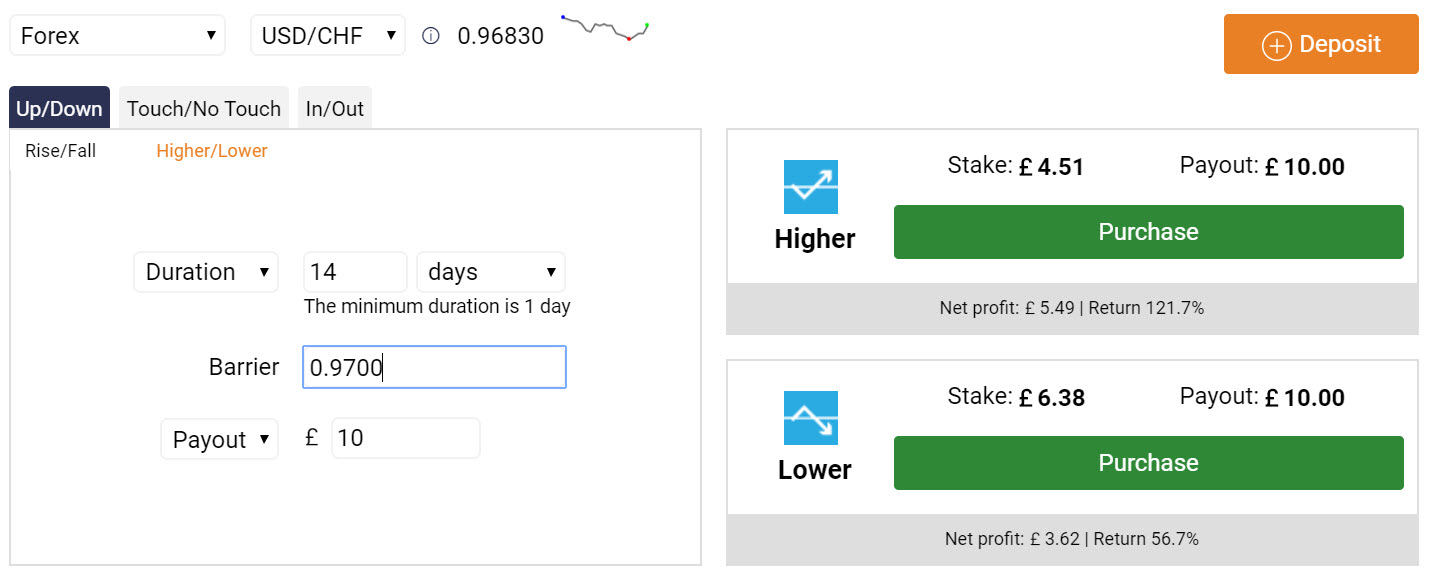 Forex USD/CHF 0.96830
Deposit
Up/Down Touch/No Touch In/Out
Rise/Fall Higher/Lower
Duration 14 days
The minimum duration is 1 day
Barrier 0.9700
Payout £ 10
Stake: £ 4.51 Payout: £ 10.00
Higher
Purchase
Net profit: £ 5.49 | Return 121.7%
Stake: £ 6.38 Payout: £ 10.00
Lower
Purchase
Net profit: £ 3.62 | Return 56.7%